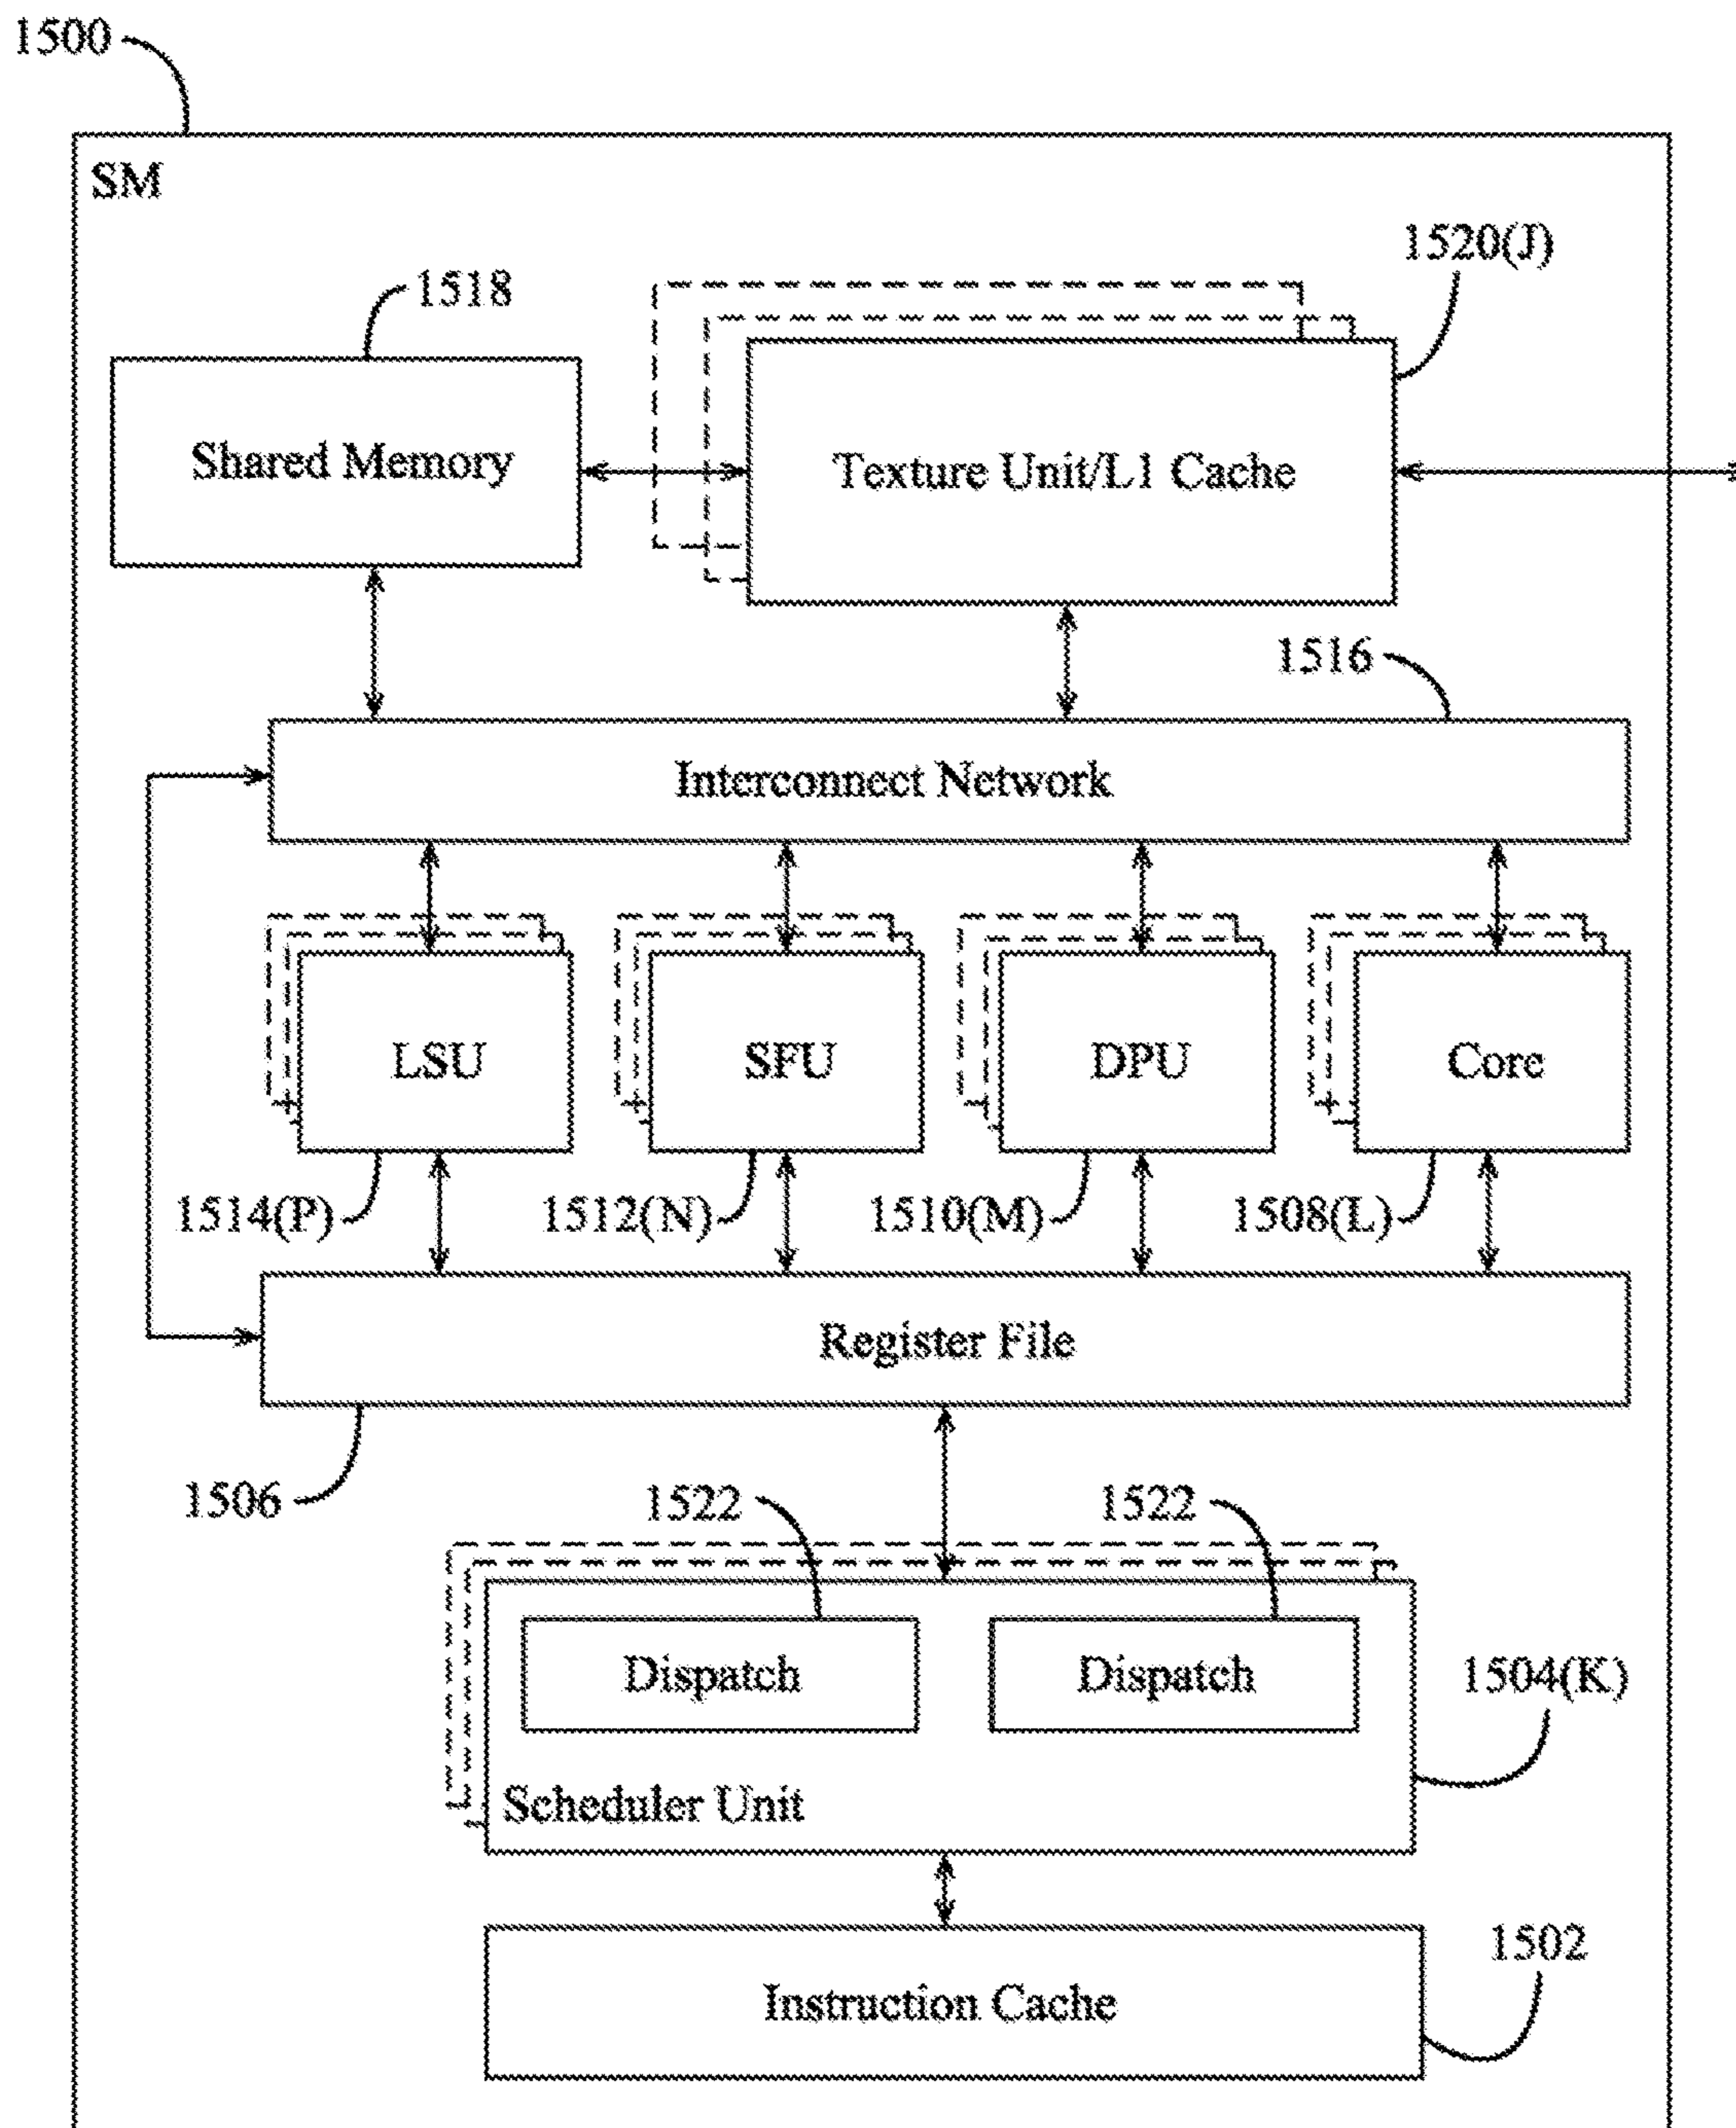 1500
SM
1520(J)
1518
Shared Memory
Texture Unit/L1 Cache
1516
Interconnect Network
LSU
SFU
DPU
Core
1514(P)
1512(N)
1510(M)
1508(L)
Register File
1506
1522
1522
Dispatch
Dispatch
1504(K)
Scheduler Unit
1502
Instruction Cache